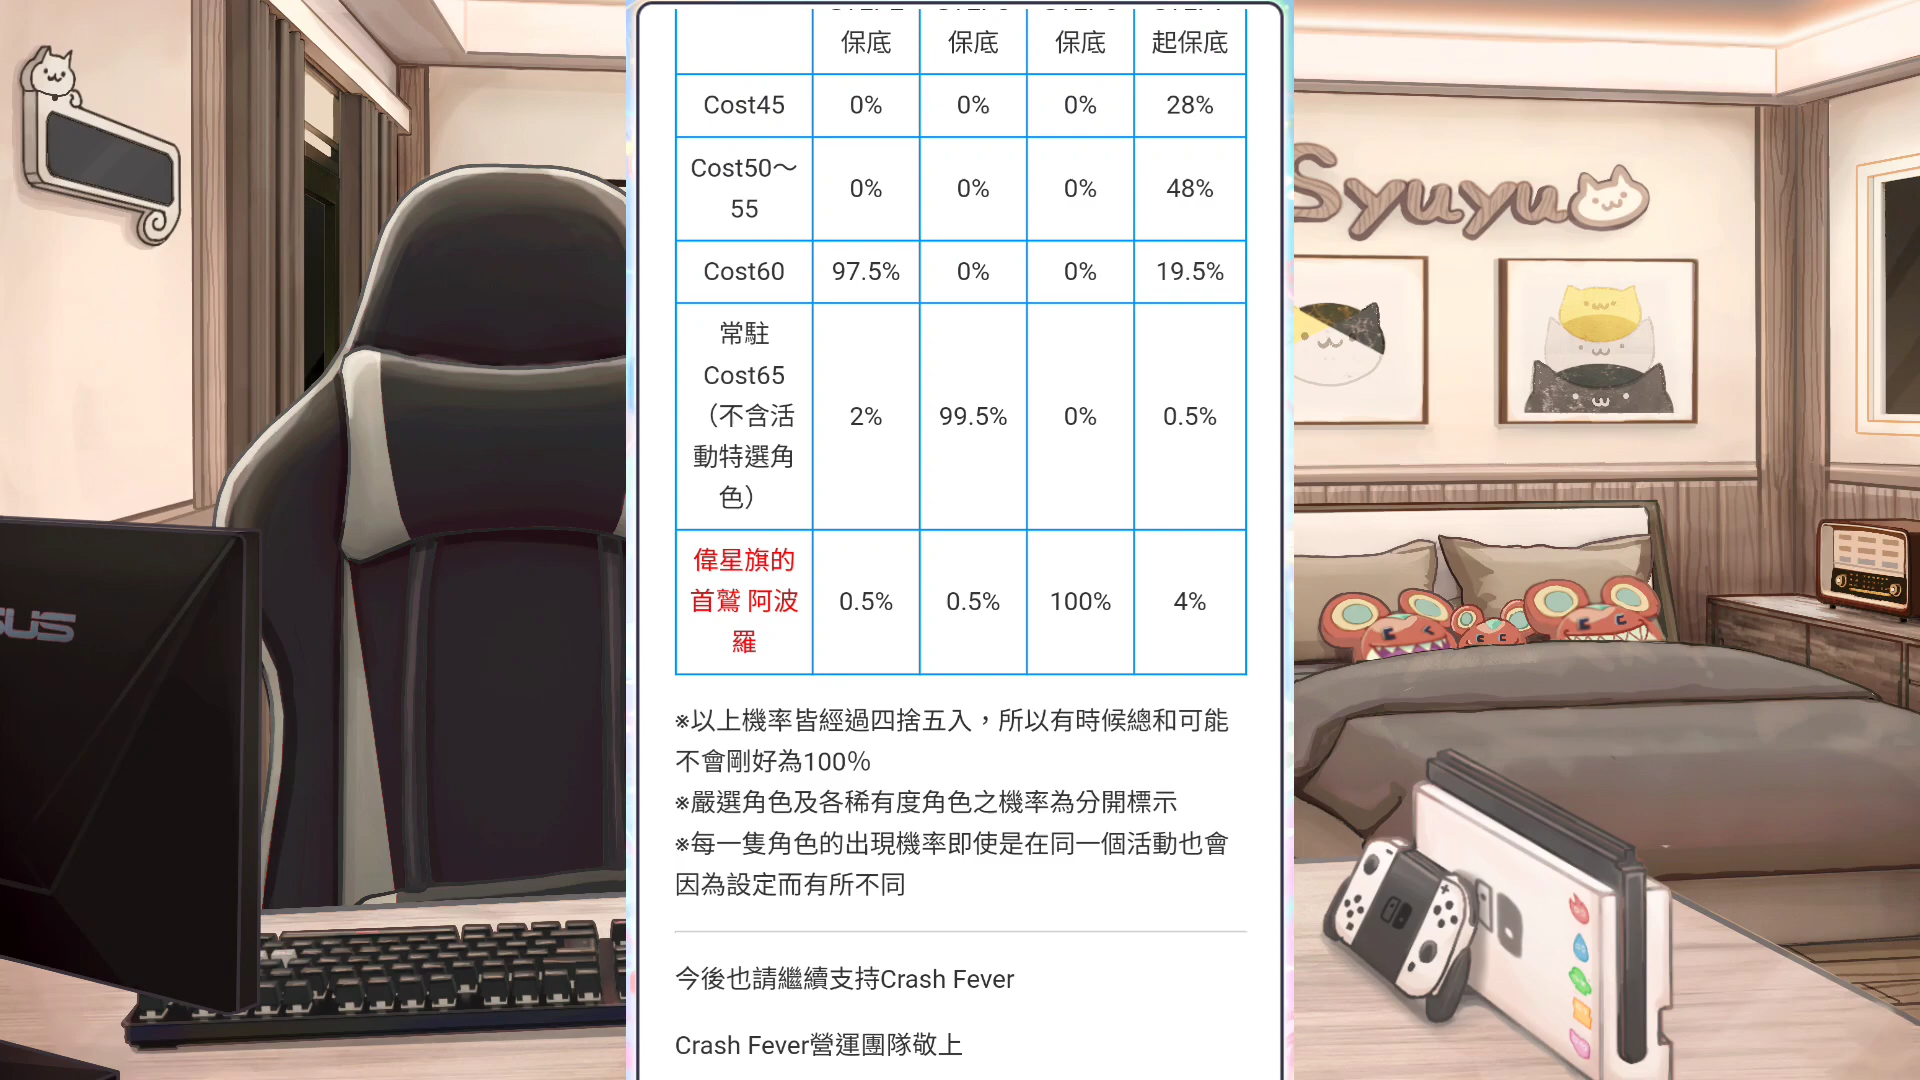 保底 保底 保底 起保底
Cost45 0% 0% 0% 28%
Cost50～
55
0% 0% 0% 48%
Cost60 97.5% 0% 0% 19.5%
常駐
Cost65
（不含活
動特選角
色）
2% 99.5% 0% 0.5%
偉星旗的
首鷲 阿波
羅
0.5% 0.5% 100% 4%
※以上機率皆經過四捨五入，所以有時候總和可能
不會剛好為100％
※嚴選角色及各稀有度角色之機率為分開標示
※每一隻角色的出現機率即使是在同一個活動也會
因為設定而有所不同
今後也請繼續支持Crash Fever
Crash Fever營運團隊敬上
Syuyu